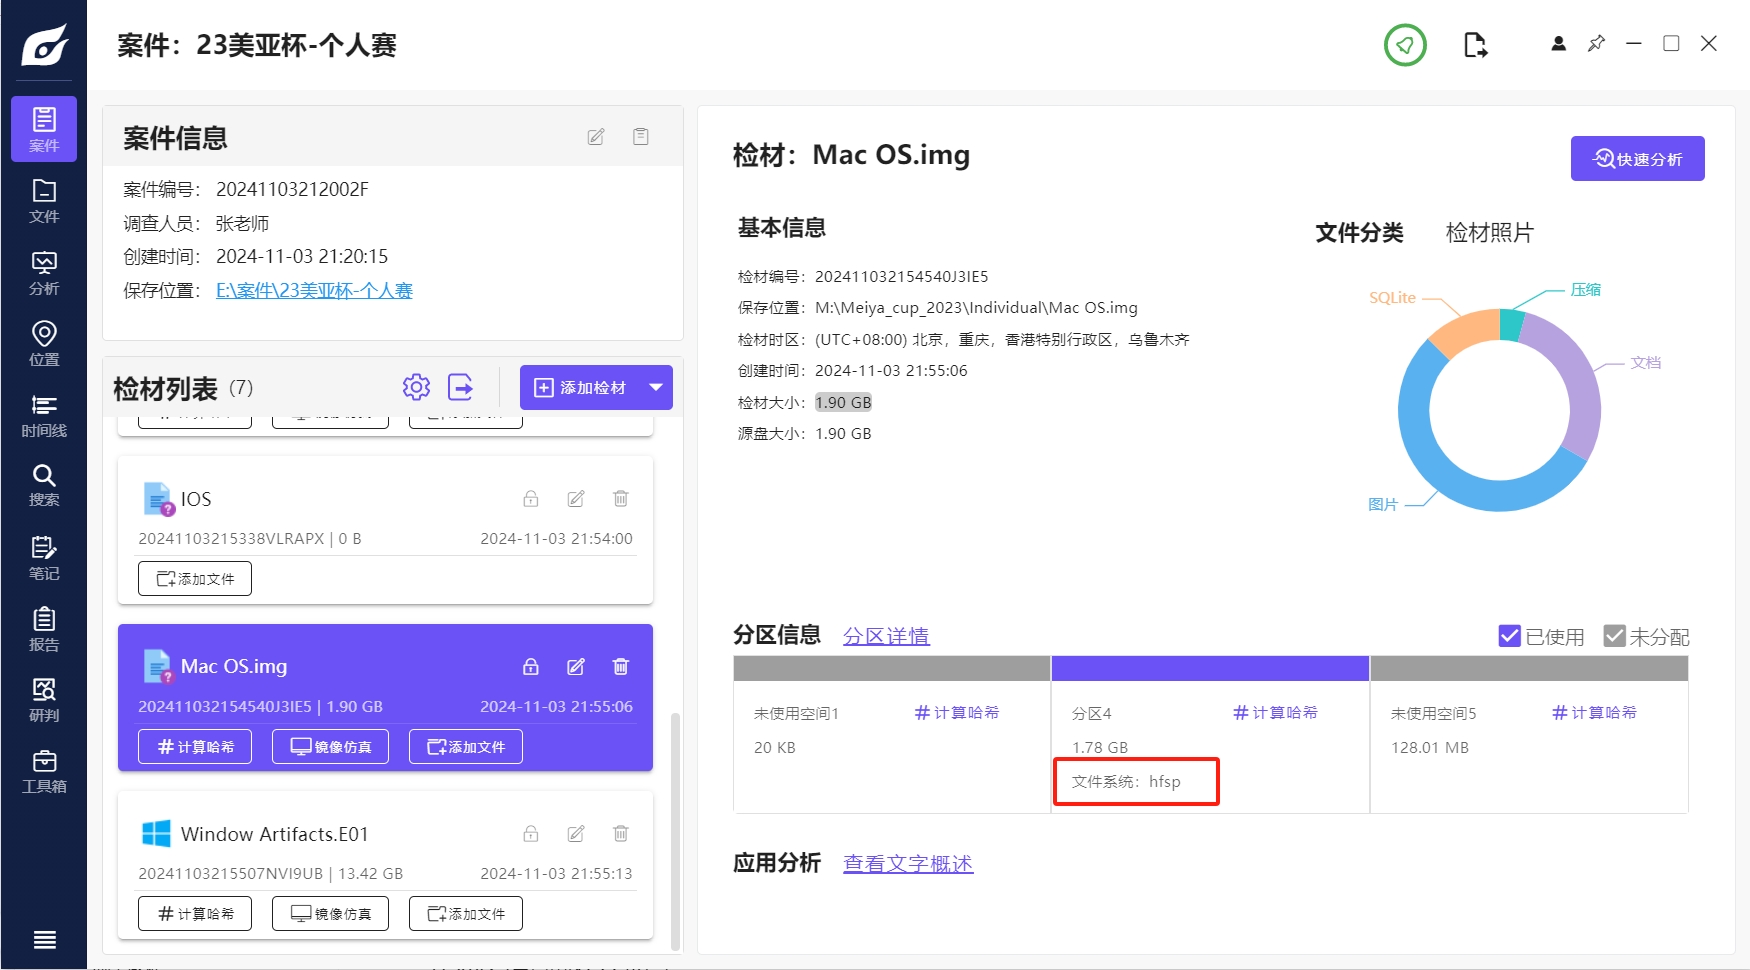 案件：23美亚杯-个人赛
案件
文件
分析
位置
时间线
搜索
笔记
报告
研判
工具箱
案件信息
案件编号： 20241103212002F
调查人员： 张老师
创建时间： 2024-11-03 21:20:15
保存位置： E:\案件\23美亚杯-个人赛
检材列表 (7)
添加检材
IOS
20241103215338VLRAPX | 0 B
2024-11-03 21:54:00
添加文件
Mac OS.img
202411032154540J3IE5 | 1.90 GB
2024-11-03 21:55:06
计算哈希
镜像仿真
添加文件
Window Artifacts.E01
20241103215507NVI9UB | 13.42 GB
2024-11-03 21:55:13
计算哈希
镜像仿真
添加文件
检材：Mac OS.img
快速分析
基本信息
检材编号：202411032154540J3IE5
保存位置：M:\Meiya_cup_2023\Individual\Mac OS.img
检材时区：(UTC+08:00) 北京，重庆，香港特别行政区，乌鲁木齐
创建时间：2024-11-03 21:55:06
检材大小：1.90 GB
源盘大小：1.90 GB
文件分类
检材照片
SQLite
压缩
文档
图片
分区信息 分区详情
已使用
未分配
未使用空间1
计算哈希
20 KB
分区4
计算哈希
1.78 GB
文件系统：hfsp
未使用空间5
计算哈希
128.01 MB
应用分析 查看文字概述